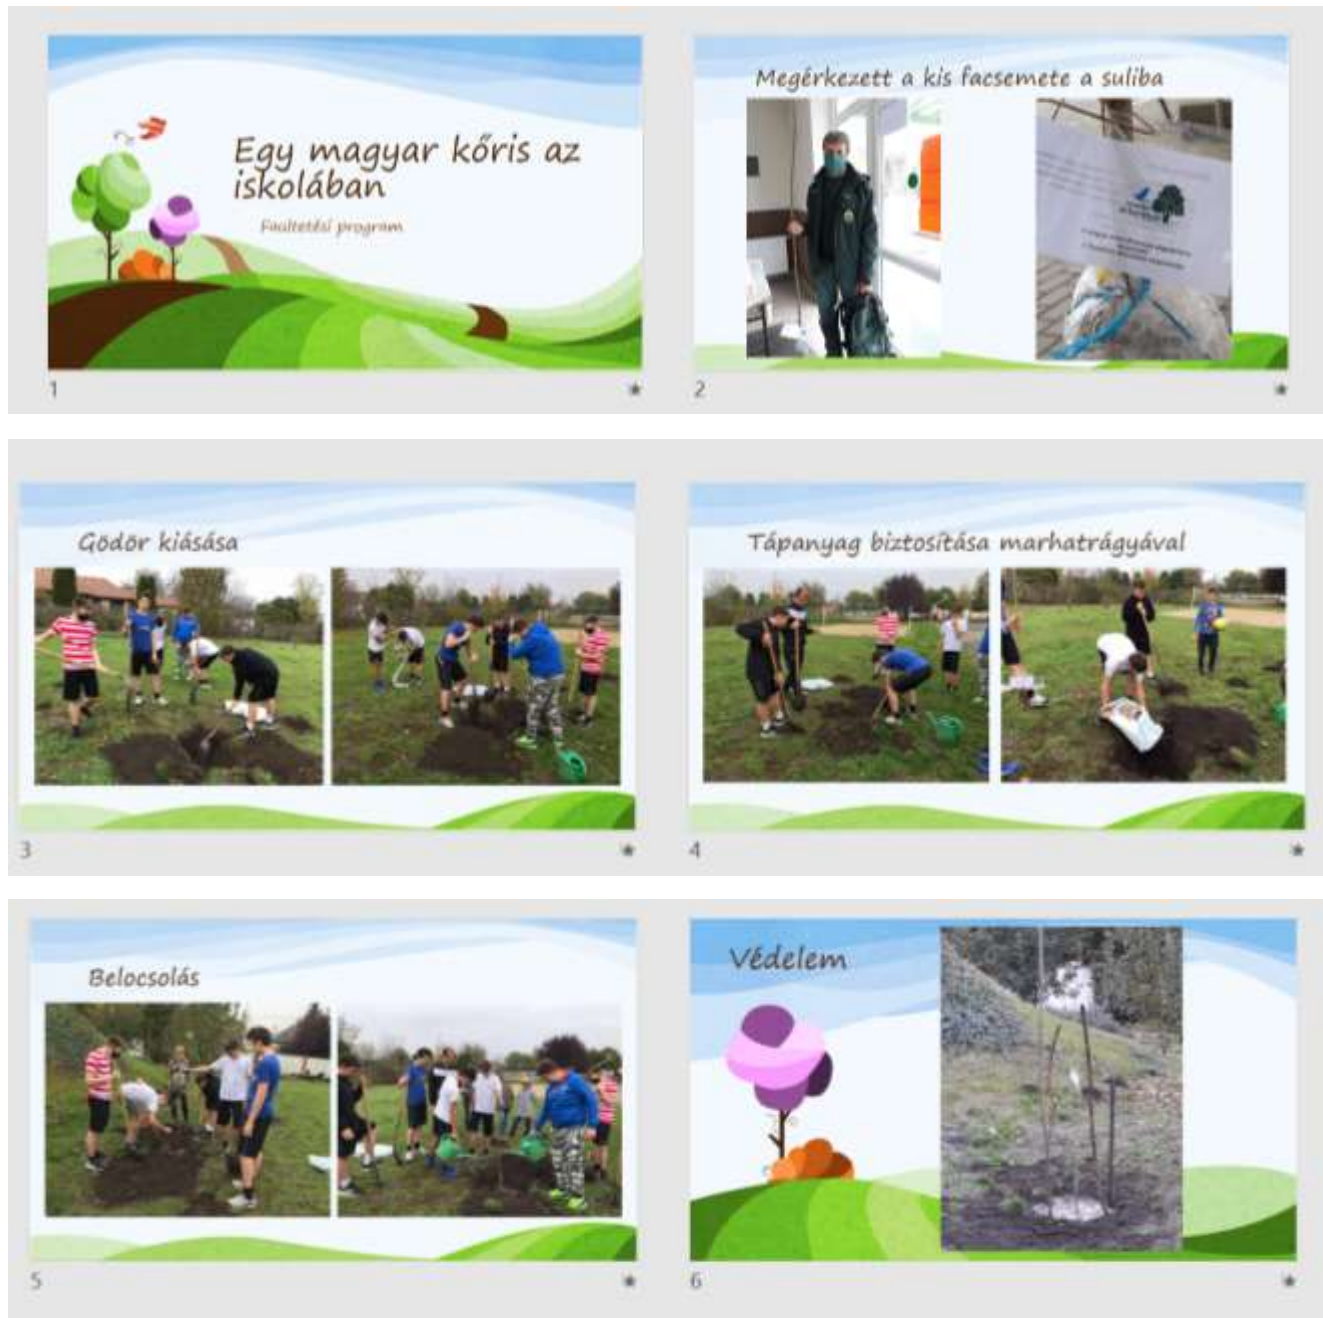 Egy magyar kőris az
iskolában
Faültetési program
1
Megérkezett a kis facsemete a suliba
2
Gödör kiásása
3
Tápanyag biztosítása marhatrágyával
4
Belocsolás
5
Védelem
6